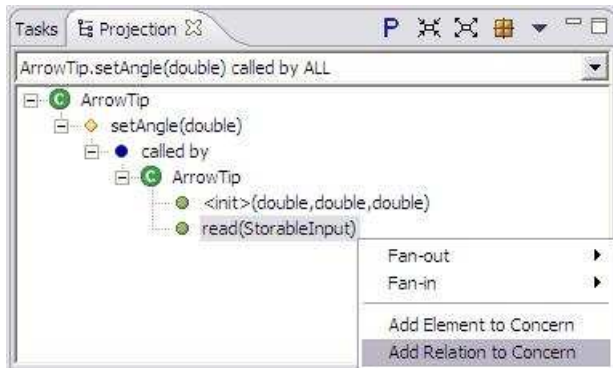 Tasks Projection P
ArrowTip.setAngle(double) called by ALL
C ArrowTip
setAngle(double)
called by
C ArrowTip
<init>(double,double,double)
read(StorableInput)
Fan-out
Fan-in
Add Element to Concern
Add Relation to Concern